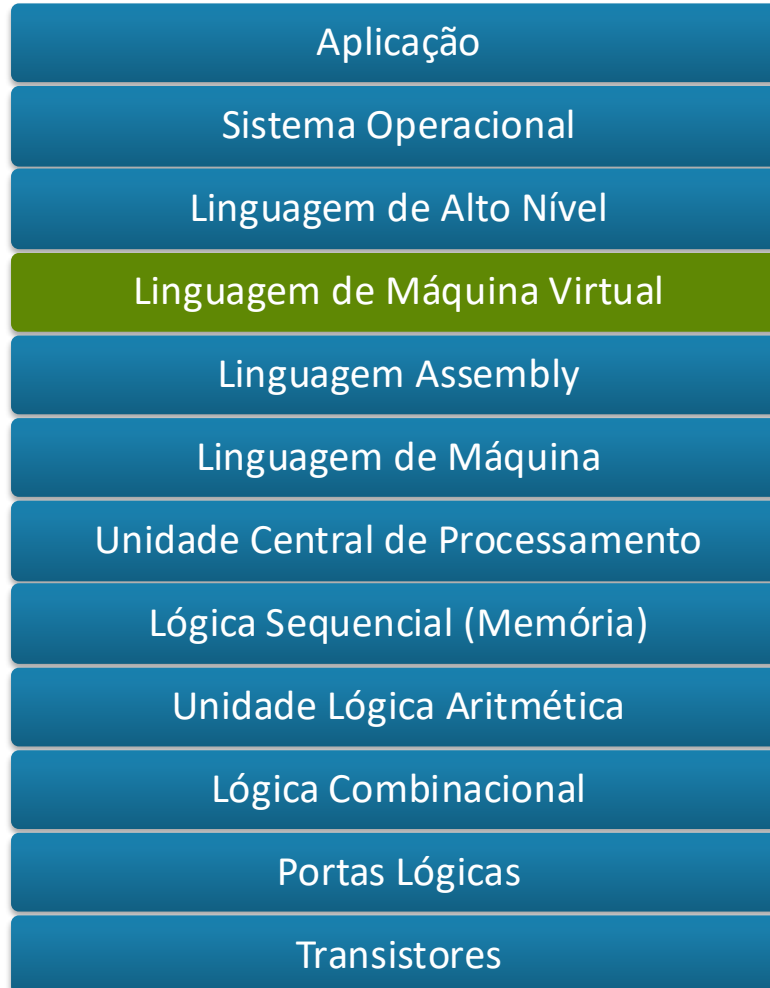 Aplicação
Sistema Operacional
Linguagem de Alto Nível
Linguagem de Máquina Virtual
Linguagem Assembly
Linguagem de Máquina
Unidade Central de Processamento
Lógica Sequencial (Memória)
Unidade Lógica Aritmética
Lógica Combinacional
Portas Lógicas
Transistores